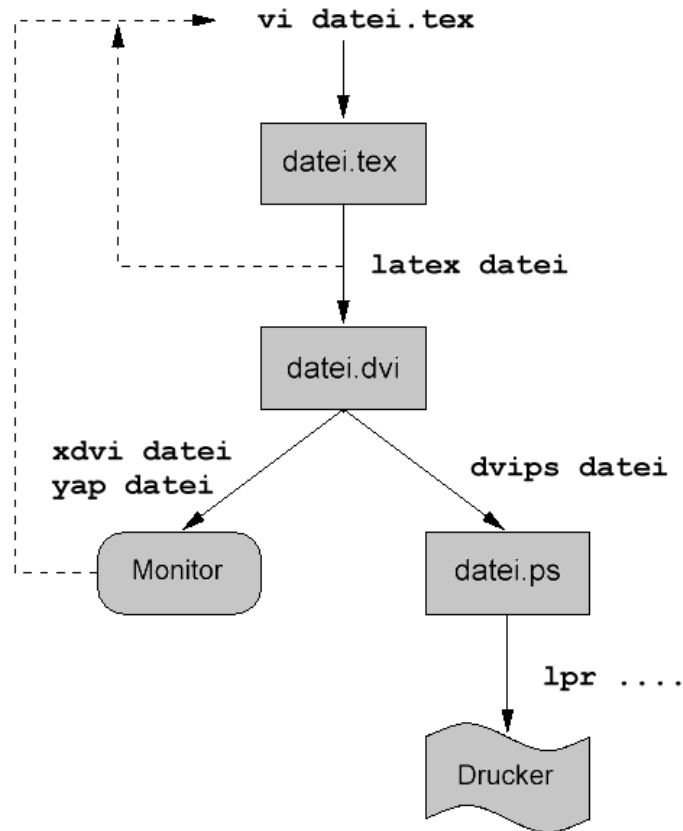 vi datei.tex
datei.tex
latex datei
datei.dvi
xdvi datei
yap datei
dvips datei
Monitor
datei.ps
lpr ....
Drucker